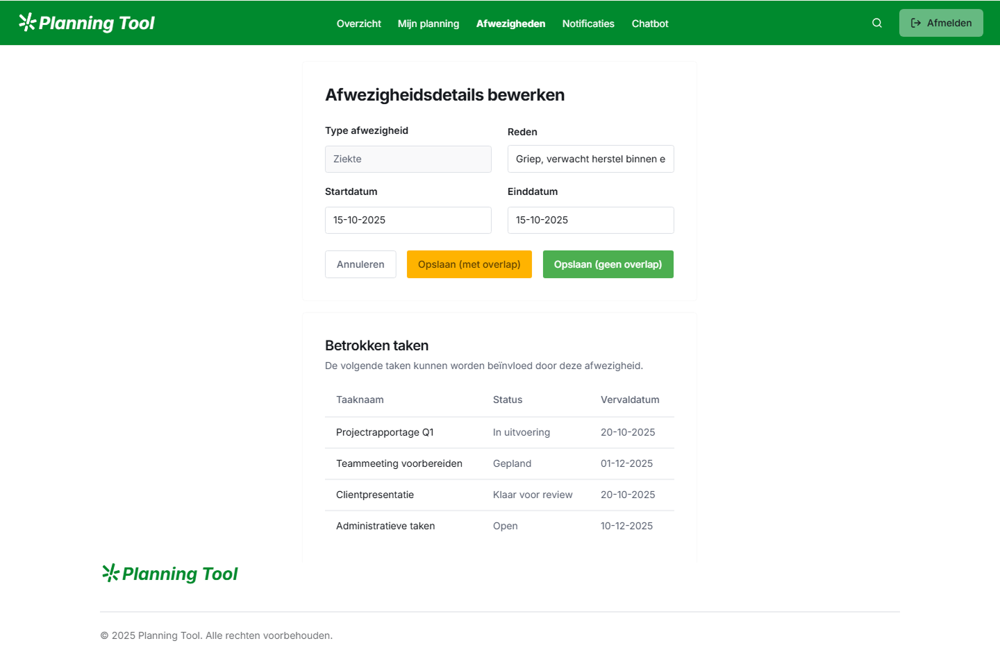 Planning Tool
Overzicht Mijn planning Afwezigheden Notificaties Chatbot Afmelden
Afwezigheidsdetails bewerken
Type afwezigheid Reden
Ziekte Griep, verwacht herstel binnen e
Startdatum Einddatum
15-10-2025 15-10-2025
Annuleren Opslaan (met overlap) Opslaan (geen overlap)
Betrokken taken
De volgende taken kunnen worden beïnvloed door deze afwezigheid.
Taaknaam Status Vervaldatum
Projectrapportage Q1 In uitvoering 20-10-2025
Teammeeting voorbereiden Gepland 01-12-2025
Clientpresentatie Klaar voor review 20-10-2025
Administratieve taken Open 10-12-2025
Planning Tool
© 2025 Planning Tool. Alle rechten voorbehouden.